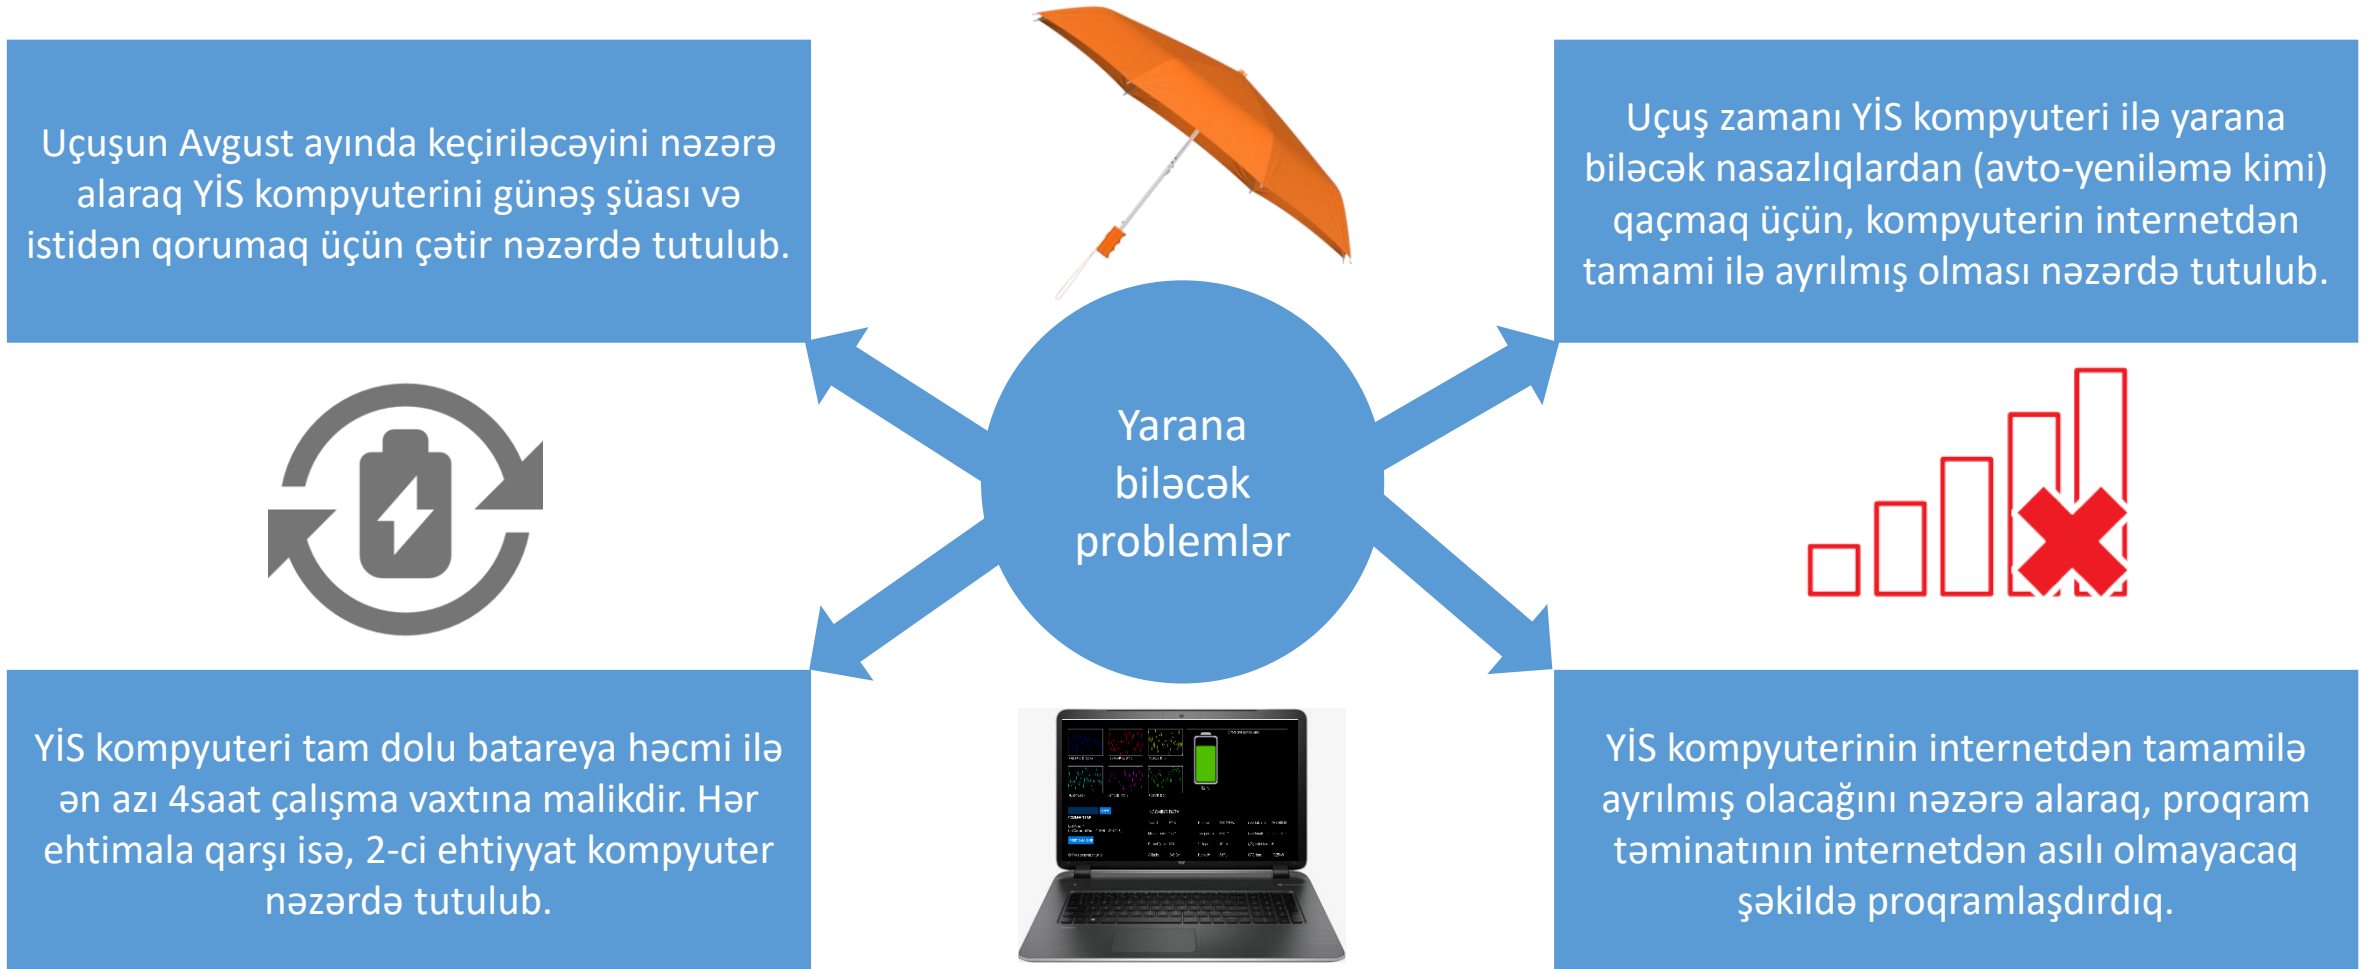 Uçuşun Avgust ayında keçiriləcəyini nəzərə
alaraq YİS kompyuterini günəş şüası və
istidən qorumaq üçün çətir nəzərdə tutulub.
Uçuş zamanı YİS kompyuteri ilə yarana
biləcək nasazlıqlardan (avto-yeniləmə kimi)
qaçmaq üçün, kompyuterin internetdən
tamami ilə ayrılmış olması nəzərdə tutulub.
Yarana
biləcək
problemlər
YİS kompyuteri tam dolu batareya həcmi ilə
ən azı 4saat çalışma vaxtına malikdir. Hər
ehtimala qarşı isə, 2-ci ehtiyyat kompyuter
nəzərdə tutulub.
YİS kompyuterinin internetdən tamamilə
ayrılmış olacağını nəzərə alaraq, proqram
təminatının internetdən asılı olmayacaq
şəkildə proqramlaşdırdıq.